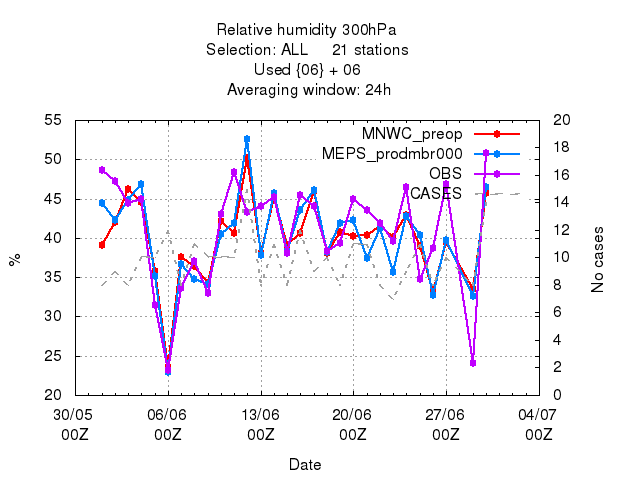 Relative humidity 300hPa
Selection: ALL     21 stations
Used {06} + 06
Averaging window: 24h
MNWC_preop
MEPS_prodmbr000
OBS
CASES
55
50
45
40
35
30
25
20
%
20
18
16
14
12
10
8
6
4
2
0
No cases
30/05 06/06 13/06 20/06 27/06 04/07
00Z 00Z 00Z 00Z 00Z 00Z
Date